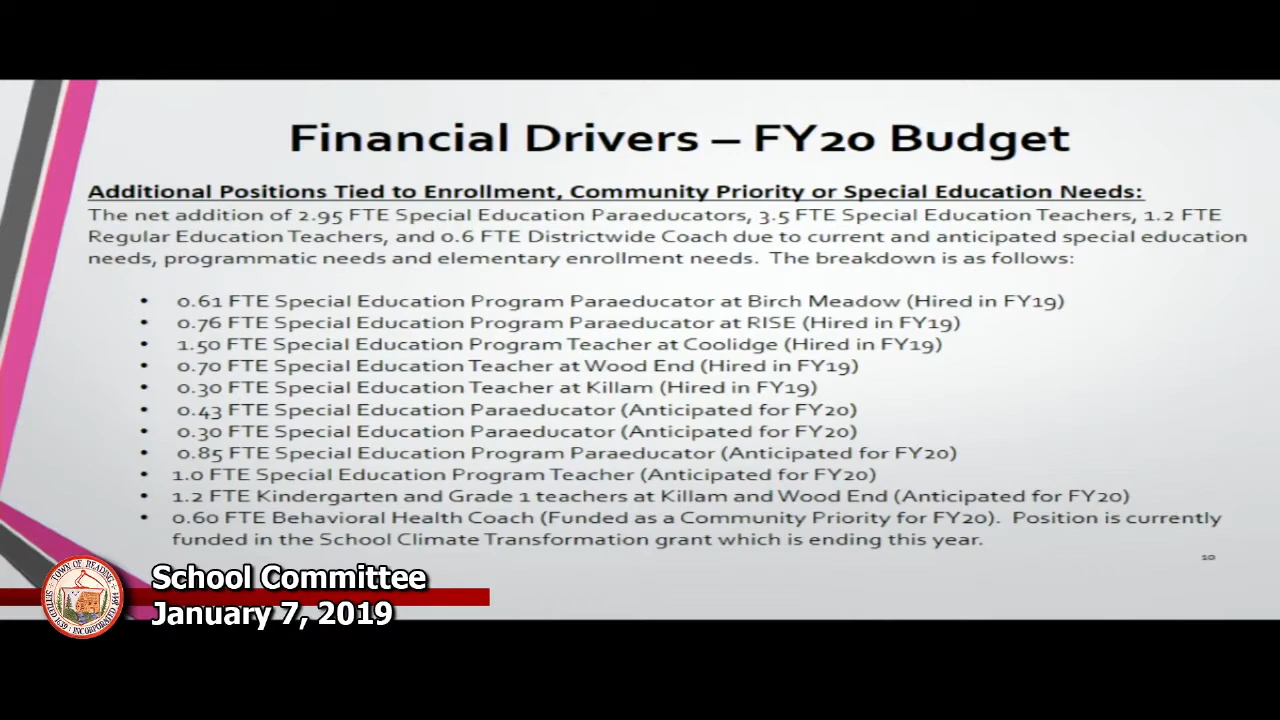 Financial Drivers – FY20 Budget
Additional Positions Tied to Enrollment, Community Priority or Special Education Needs:
The net addition of 2.95 FTE Special Education Paraeducators, 3.5 FTE Special Education Teachers, 1.2 FTE
Regular Education Teachers, and 0.6 FTE Districtwide Coach due to current and anticipated special education
needs, programmatic needs and elementary enrollment needs. The breakdown is as follows:
• 0.61 FTE Special Education Program Paraeducator at Birch Meadow (Hired in FY19)
• 0.76 FTE Special Education Program Paraeducator at RISE (Hired in FY19)
• 1.50 FTE Special Education Program Teacher at Coolidge (Hired in FY19)
• 0.70 FTE Special Education Teacher at Wood End (Hired in FY19)
• 0.30 FTE Special Education Teacher at Killam (Hired in FY19)
• 0.43 FTE Special Education Paraeducator (Anticipated for FY20)
• 0.30 FTE Special Education Paraeducator (Anticipated for FY20)
• 0.85 FTE Special Education Program Paraeducator (Anticipated for FY20)
• 1.0 FTE Special Education Program Teacher (Anticipated for FY20)
• 1.2 FTE Kindergarten and Grade 1 teachers at Killam and Wood End (Anticipated for FY20)
• 0.60 FTE Behavioral Health Coach (Funded as a Community Priority for FY20). Position is currently
funded in the School Climate Transformation grant which is ending this year.
10
TOWN OF READING
INCORPORATED 1644
School Committee
January 7, 2019